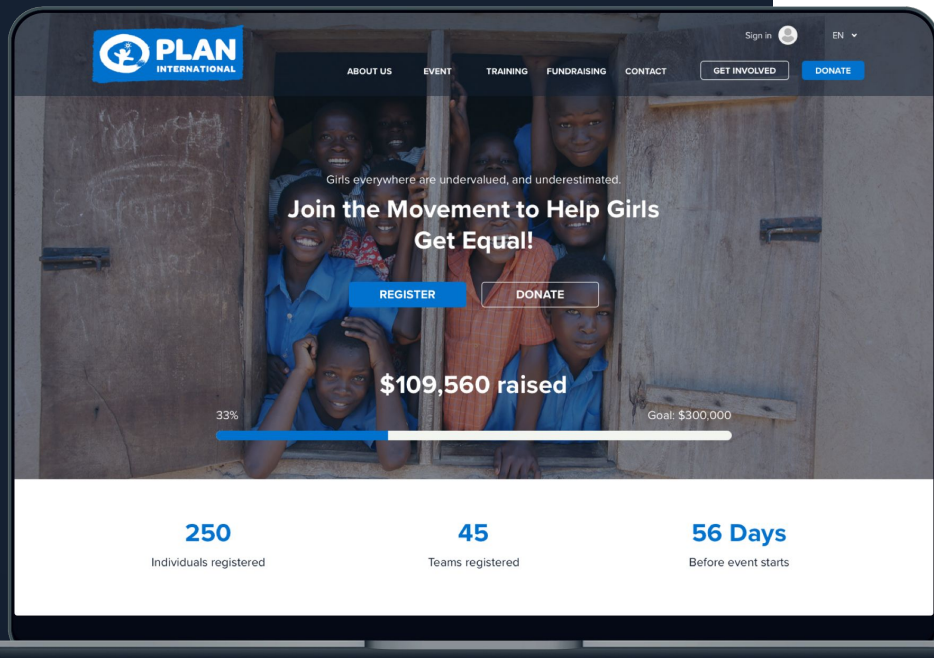 PLAN
INTERNATIONAL
Sign in
EN
ABOUT US
EVENT
TRAINING
FUNDRAISING
CONTACT
GET INVOLVED
DONATE
Girls everywhere are undervalued, and underestimated.
Join the Movement to Help Girls
Get Equal!
REGISTER
DONATE
$109,560 raised
33%
Goal: $300,000
250
45
56 Days
Individuals registered
Teams registered
Before event starts